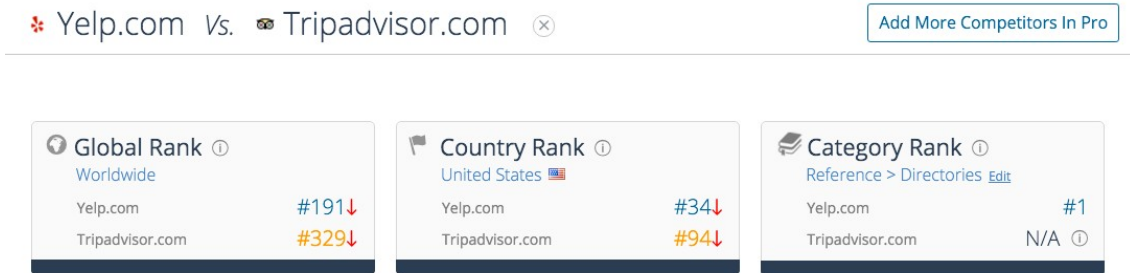 Yelp.com Vs. Tripadvisor.com
Add More Competitors In Pro
Global Rank
Worldwide
Yelp.com #191↓
Tripadvisor.com #329↓
Country Rank
United States
Yelp.com #34↓
Tripadvisor.com #94↓
Category Rank
Reference > Directories Edit
Yelp.com #1
Tripadvisor.com N/A